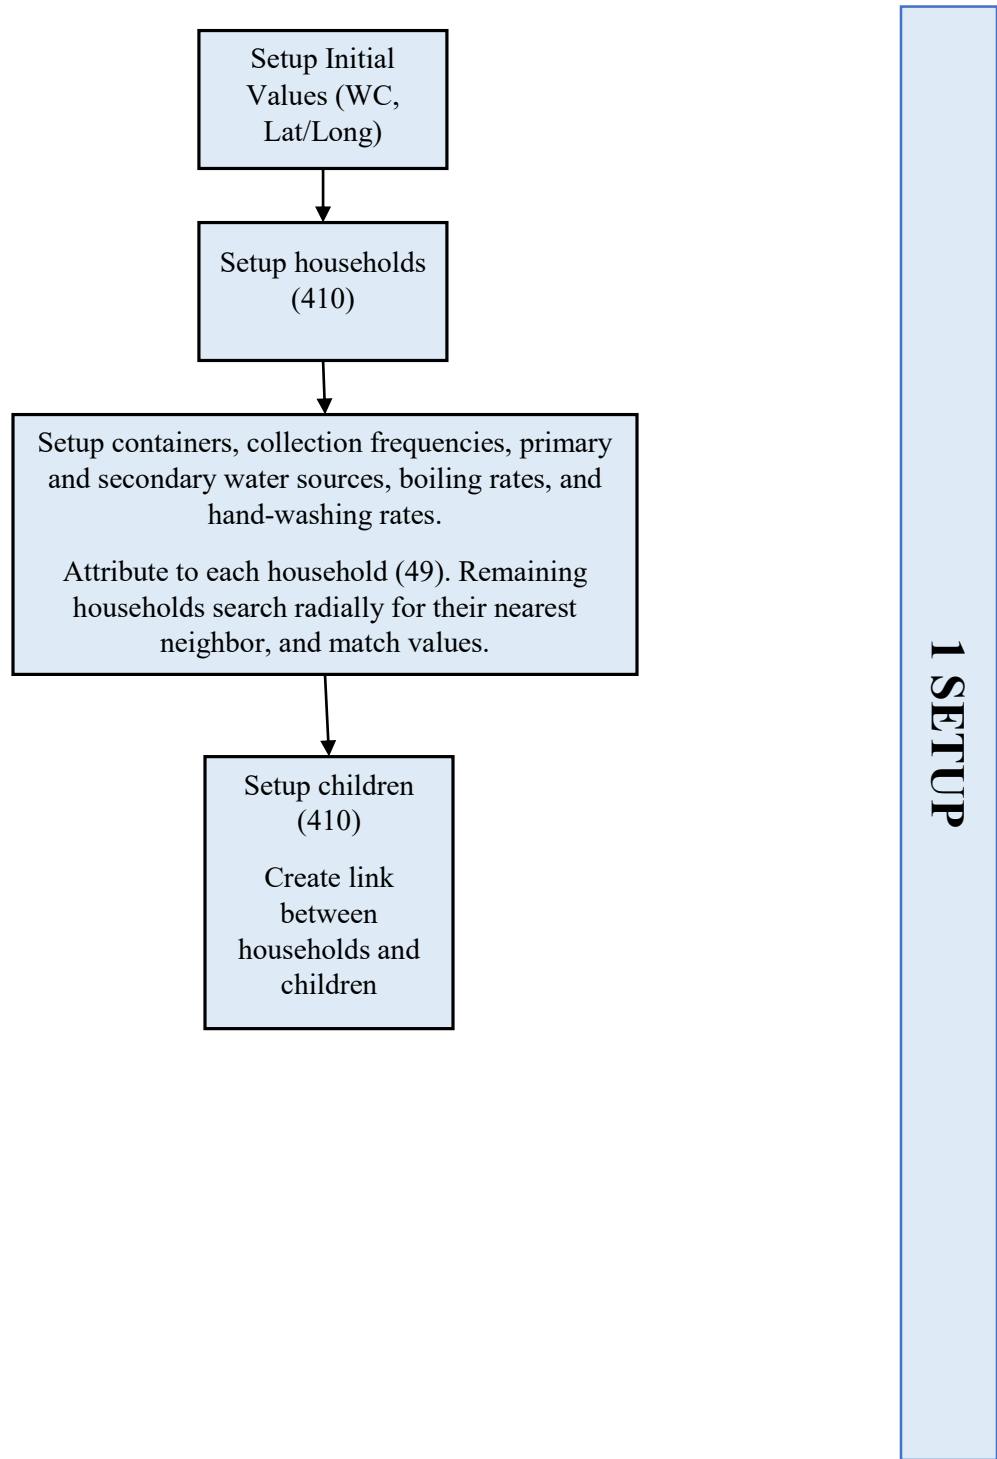 Setup Initial
Values (WC,
Lat/Long)
Setup households
(410)
Setup containers, collection frequencies, primary
and secondary water sources, boiling rates, and
hand-washing rates.
Attribute to each household (49). Remaining
households search radially for their nearest
neighbor, and match values.
Setup children
(410)
Create link
between
households and
children
1 SETUP